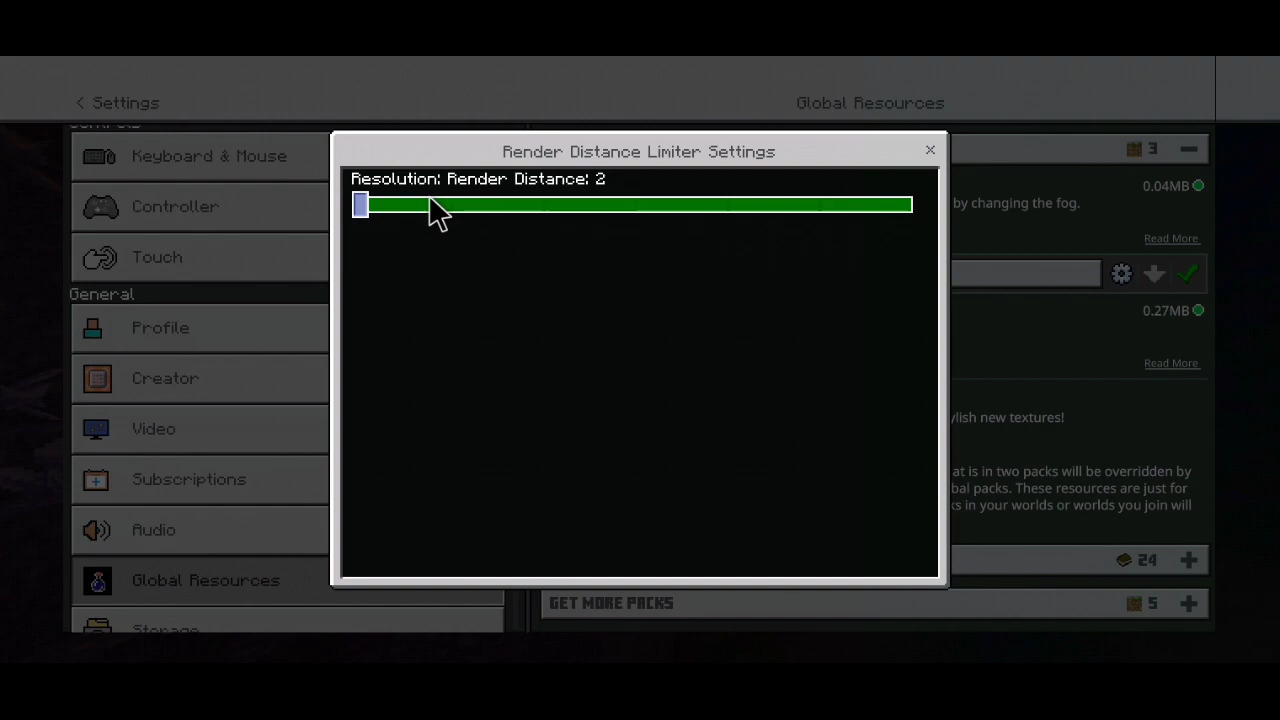 Settings
Global Resources
Controls
Keyboard & Mouse
Controller
Touch
General
Profile
Creator
Video
Subscriptions
Audio
Global Resources
Storage
Render Distance Limiter Settings
Resolution: Render Distance: 2
3
0.04MB
by changing the fog.
Read More
0.27MB
Read More
ylish new textures!
at is in two packs will be overridden by
bal packs. These resources are just for
ks in your worlds or worlds you join will
24
GET MORE PACKS
5